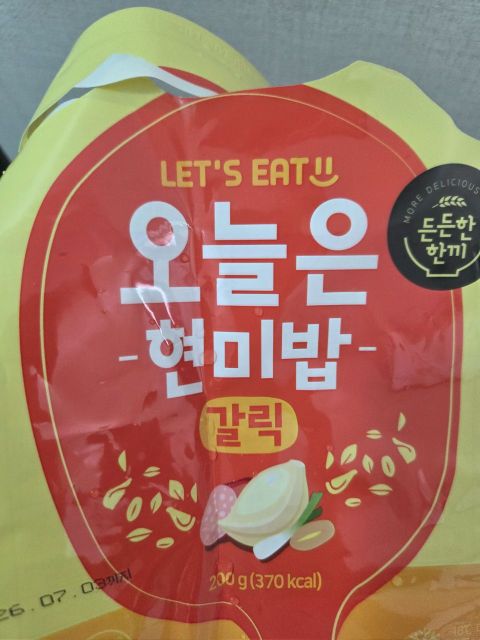 LET'S EAT
오늘은
-현미밥-
갈릭
MORE DELICIOUS
든든한
한끼
200 g (370 kcal)
26.07.03까지